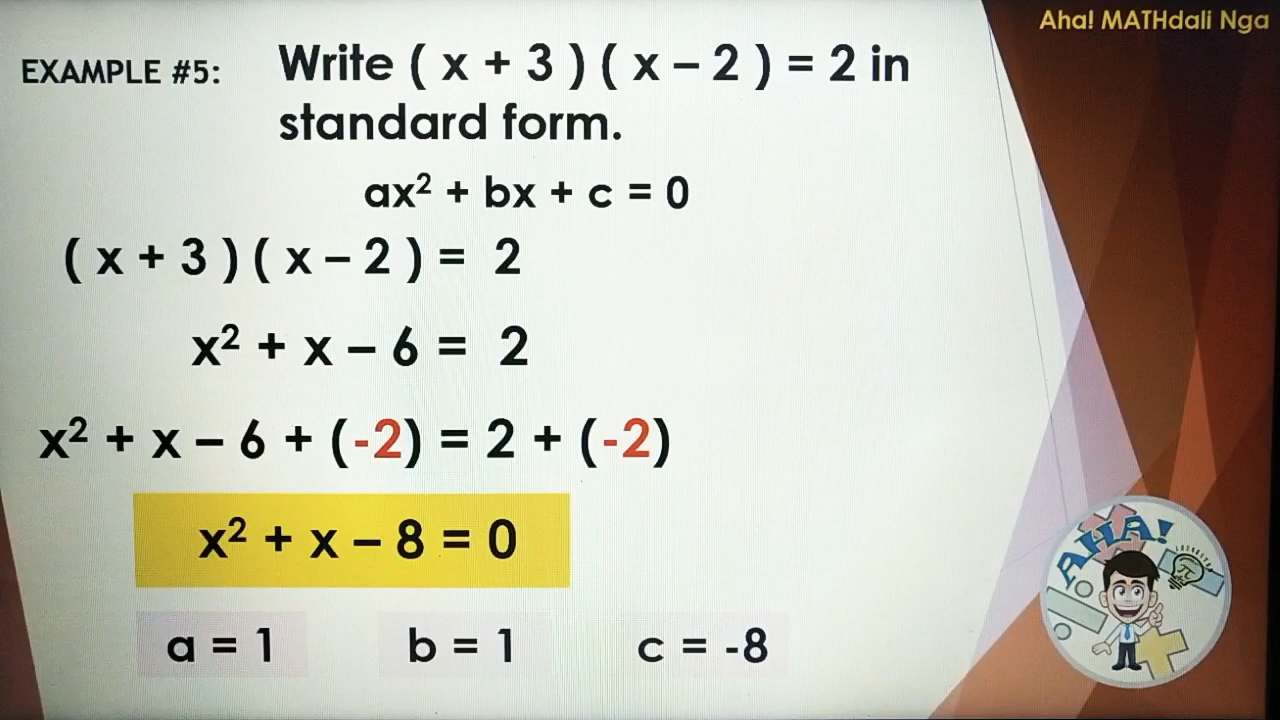 Aha! MATHdali Nga
EXAMPLE #5: Write ( x + 3 ) ( x – 2 ) = 2 in
standard form.
ax² + bx + c = 0
( x + 3 ) ( x – 2 ) = 2
x² + x – 6 = 2
x² + x – 6 + (-2) = 2 + (-2)
x² + x – 8 = 0
a = 1 b = 1 c = -8
AHA!
π